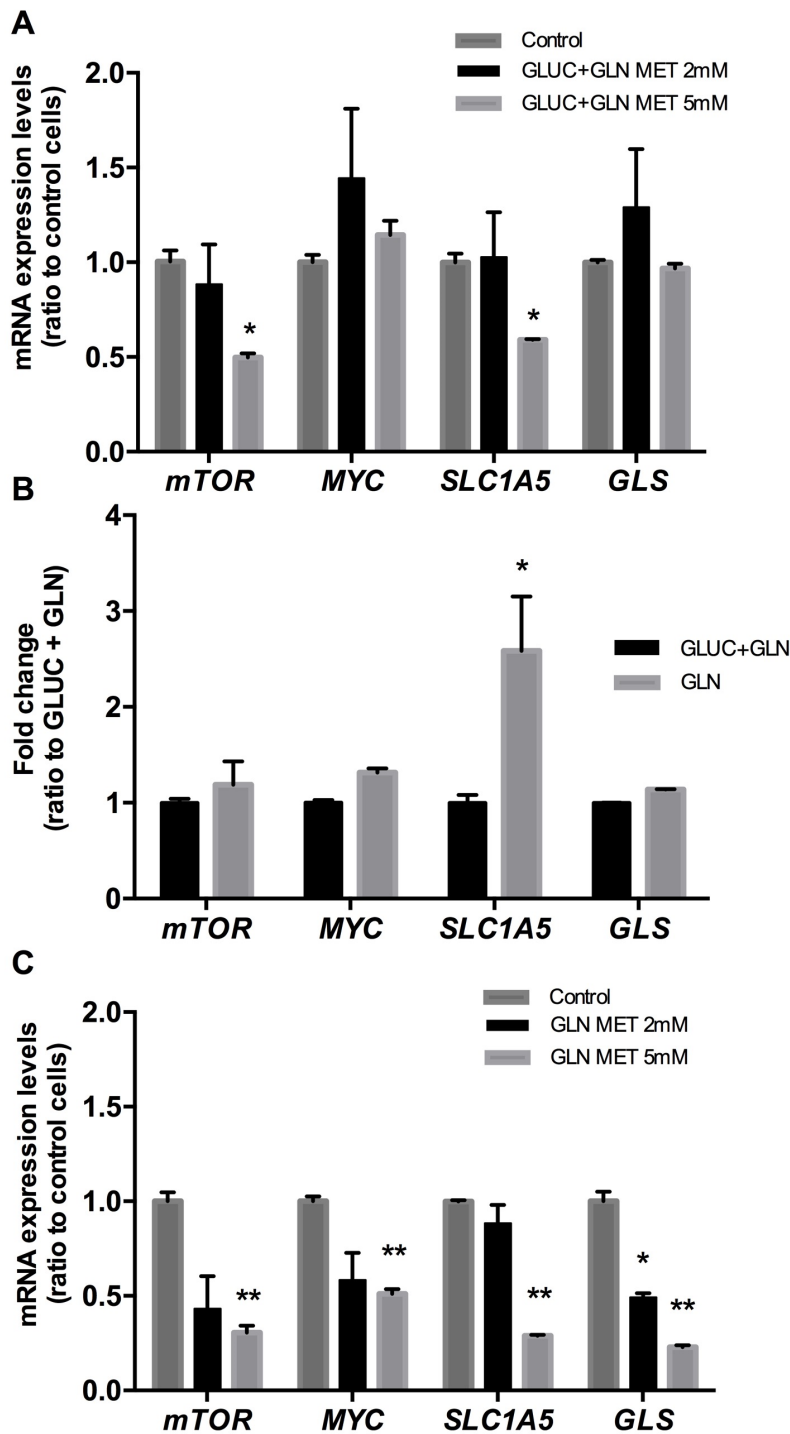 A
Control
GLUC+GLN MET 2mM
GLUC+GLN MET 5mM
mRNA expression levels
(ratio to control cells)
2.0
1.5
1.0
0.5
0.0
*
*
mTOR MYC SLC1A5 GLS
B
Fold change
(ratio to GLUC + GLN)
4
3
2
1
0
*
GLUC+GLN
GLN
mTOR MYC SLC1A5 GLS
C
Control
GLN MET 2mM
GLN MET 5mM
mRNA expression levels
(ratio to control cells)
2.0
1.5
1.0
0.5
0.0
**
**
**
*
**
mTOR MYC SLC1A5 GLS